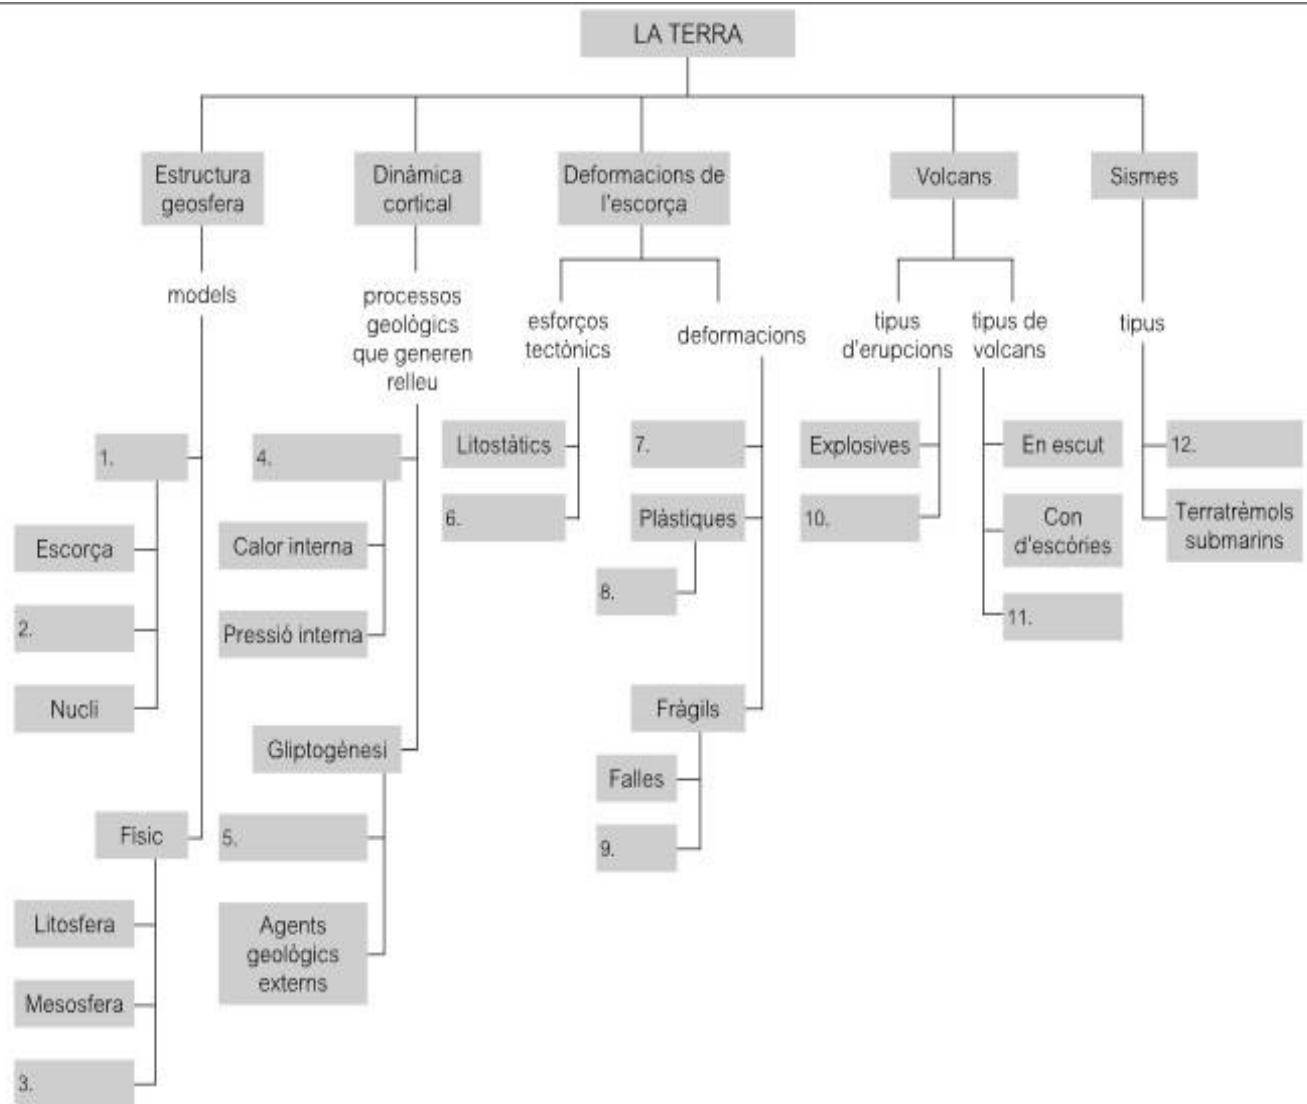 LA TERRA
Estructura
geosfera
Dinàmica
cortical
Deformacions de
l'escorça
Volcans
Sismes
models
processos
geològics
que generen
relleu
esforços
tectònics
deformacions
tipus
d'erupcions
tipus de
volcans
tipus
1.
Escorça
2.
Nucli
Físic
Litosfera
Mesosfera
3.
4.
Calor interna
Pressió interna
Gliptogènesi
5.
Agents
geològics
externs
Litostàtics
6.
7.
Plàstiques
8.
Fràgils
Falles
9.
Explosives
10.
En escut
Con
d'escòries
11.
12.
Terratrèmols
submarins